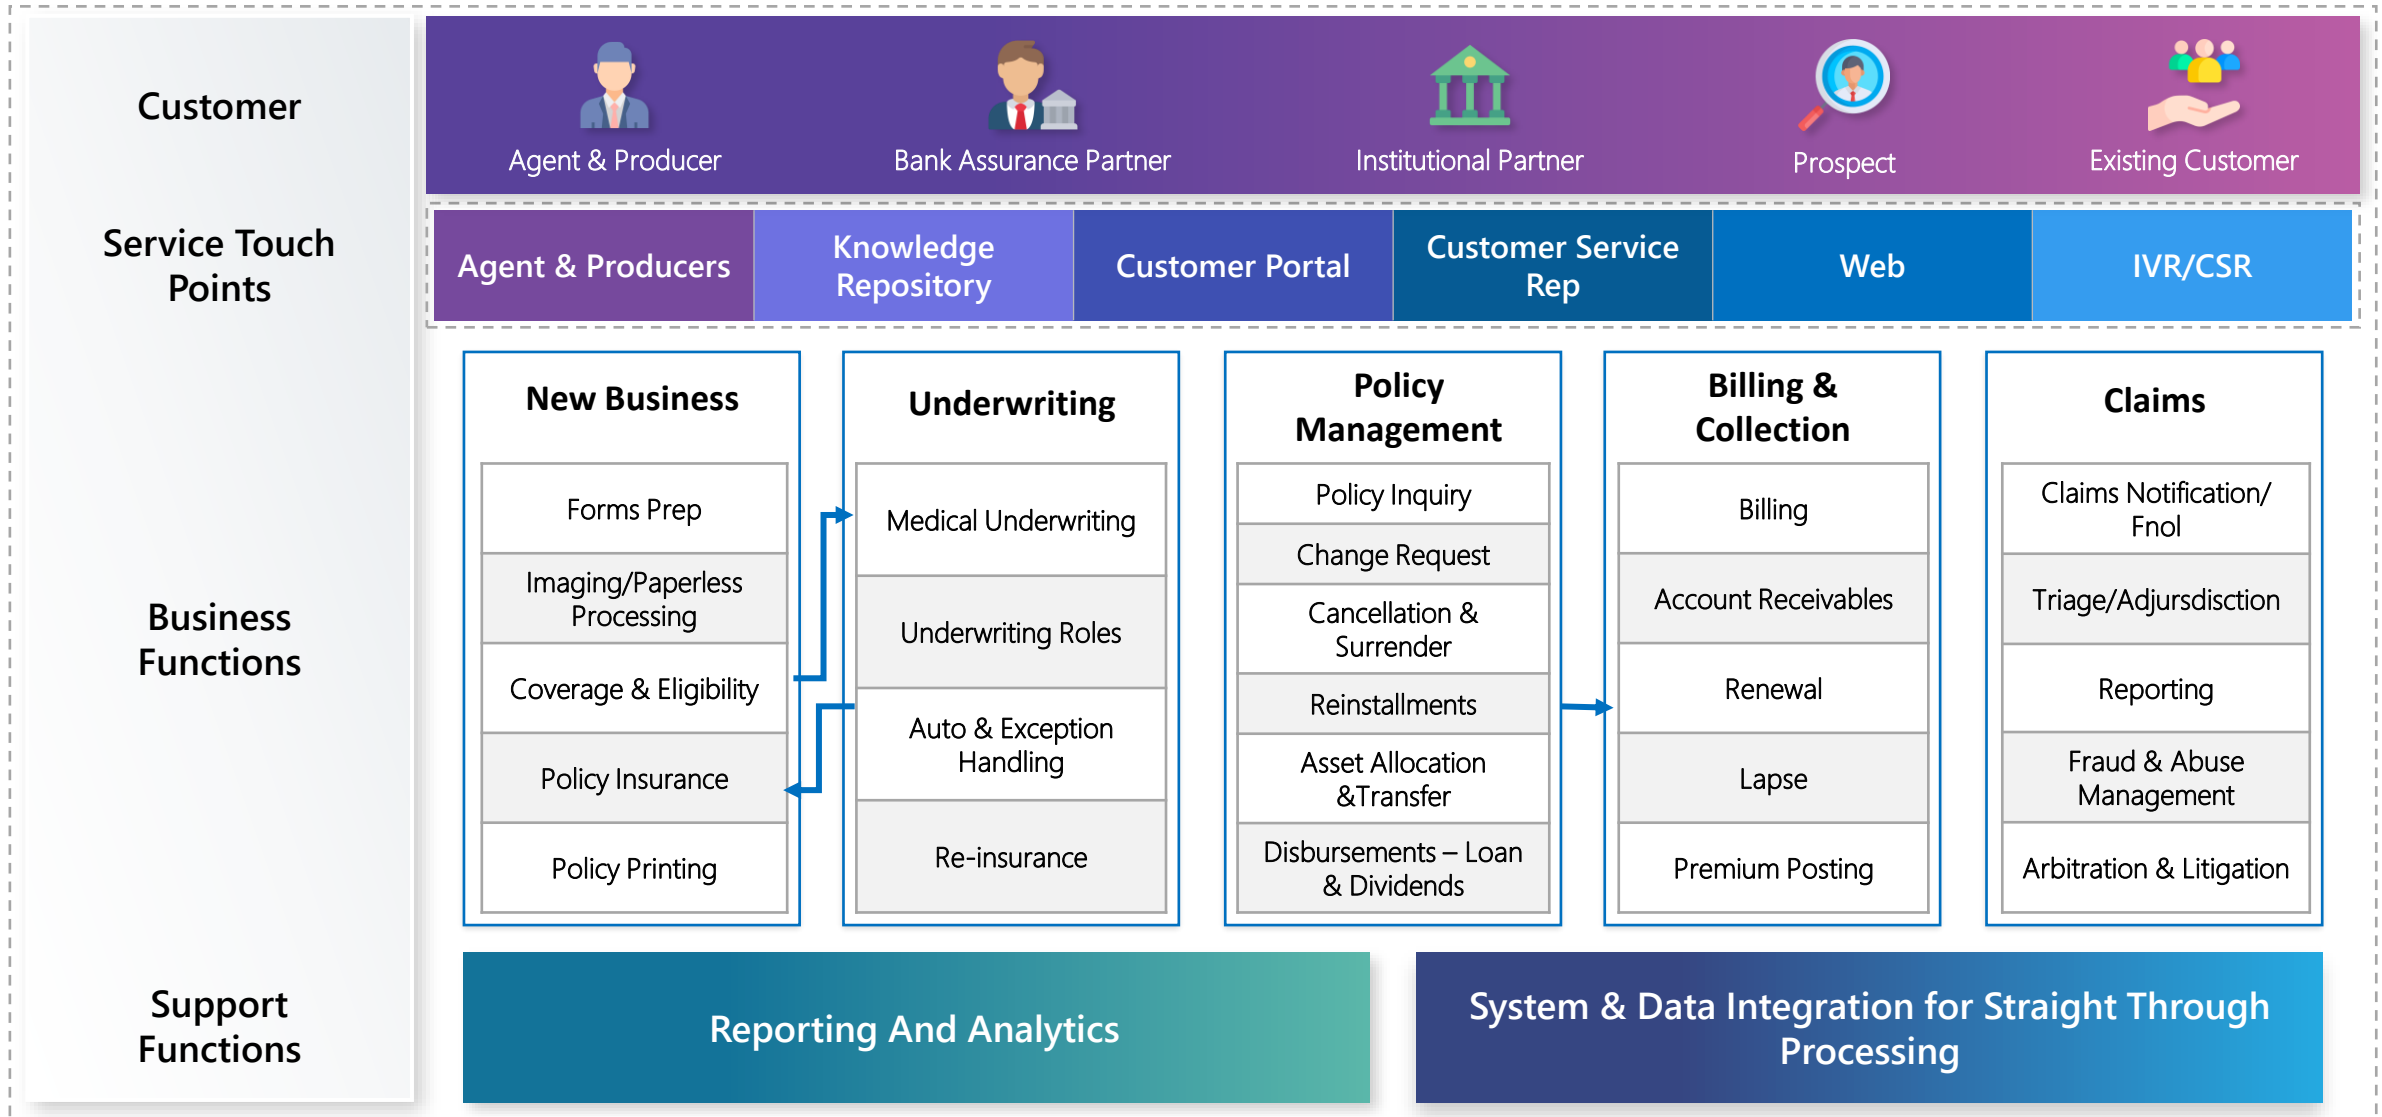 Customer
Agent & Producer
Bank Assurance Partner
Institutional Partner
Prospect
Existing Customer
Service Touch
Points
Agent & Producers
Knowledge
Repository
Customer Portal
Customer Service
Rep
Web
IVR/CSR
Business
Functions
New Business
Forms Prep
Imaging/Paperless
Processing
Coverage & Eligibility
Policy Insurance
Policy Printing
Underwriting
Medical Underwriting
Underwriting Roles
Auto & Exception
Handling
Re-insurance
Policy
Management
Policy Inquiry
Change Request
Cancellation &
Surrender
Reinstallments
Asset Allocation
&Transfer
Disbursements – Loan
& Dividends
Billing &
Collection
Billing
Account Receivables
Renewal
Lapse
Premium Posting
Claims
Claims Notification/
Fnol
Triage/Adjursdisction
Reporting
Fraud & Abuse
Management
Arbitration & Litigation
Support
Functions
Reporting And Analytics
System & Data Integration for Straight Through
Processing